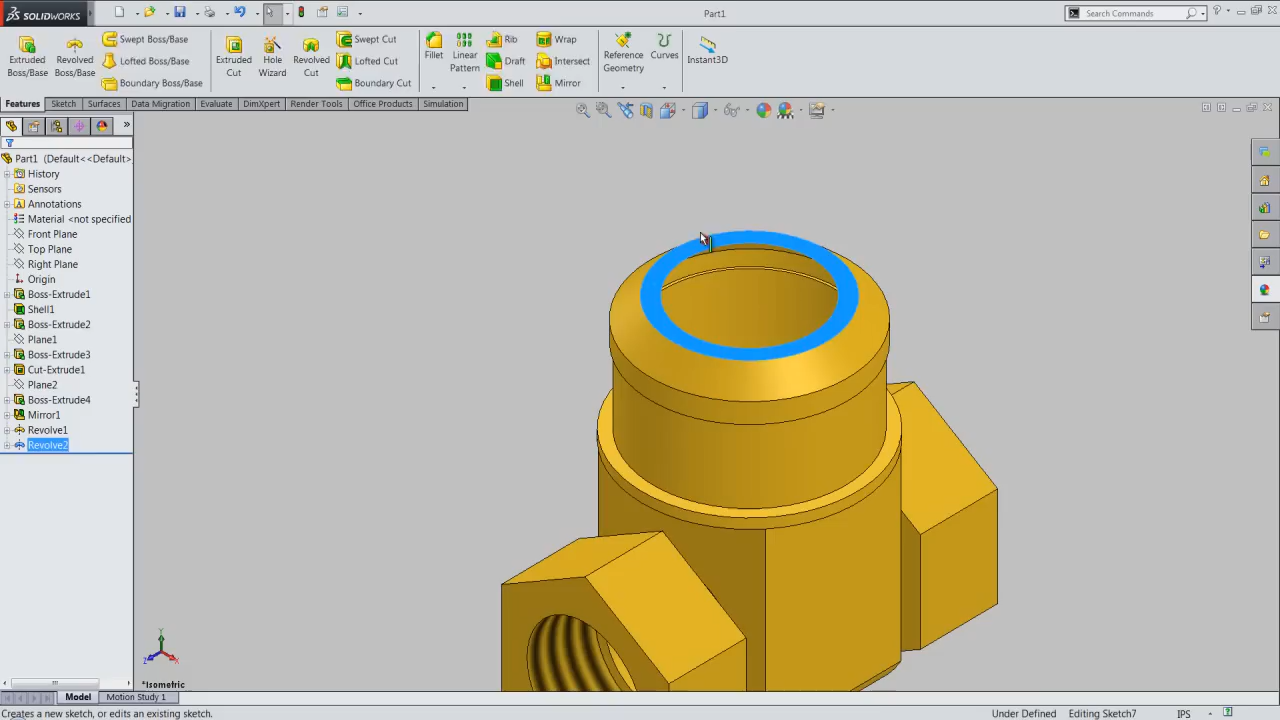 SOLIDWORKS
Part1
Search Commands
Extruded Boss/Base
Revolved Boss/Base
Swept Boss/Base
Lofted Boss/Base
Boundary Boss/Base
Extruded Cut
Hole Wizard
Revolved Cut
Swept Cut
Lofted Cut
Boundary Cut
Fillet
Linear Pattern
Rib
Draft
Shell
Wrap
Intersect
Mirror
Reference Geometry
Curves
Instant3D
Features
Sketch
Surfaces
Data Migration
Evaluate
DimXpert
Render Tools
Office Products
Simulation
Part1 (Default<<Default>
History
Sensors
Annotations
Material <not specified
Front Plane
Top Plane
Right Plane
Origin
Boss-Extrude1
Shell1
Boss-Extrude2
Plane1
Boss-Extrude3
Cut-Extrude1
Plane2
Boss-Extrude4
Mirror1
Revolve1
Revolve2
Y
Z
X
*Isometric
Model
Motion Study 1
Creates a new sketch, or edits an existing sketch.
Under Defined
Editing Sketch7
IPS